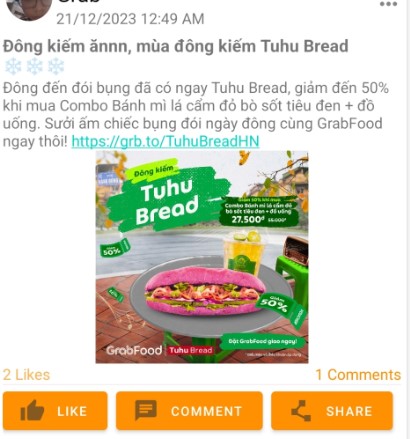 21/12/2023 12:49 AM
Đông kiếm ănnn, mùa đông kiếm Tuhu Bread
Đông đến đói bụng đã có ngay Tuhu Bread, giảm đến 50%
khi mua Combo Bánh mì lá cẩm đỏ bò sốt tiêu đen + đồ
uống. Sưởi ấm chiếc bụng đói ngày đông cùng GrabFood
ngay thôi! https://grb.to/TuhuBreadHN
Đông kiếm
Tuhu
Bread
Giảm 50% khi mua
Combo Bánh mì lá cẩm đỏ
bò sốt tiêu đen + đồ uống
27.500đ
50%
50%
Đặt GrabFood giao ngay!
GrabFood Tuhu Bread
2 Likes
1 Comments
LIKE
COMMENT
SHARE